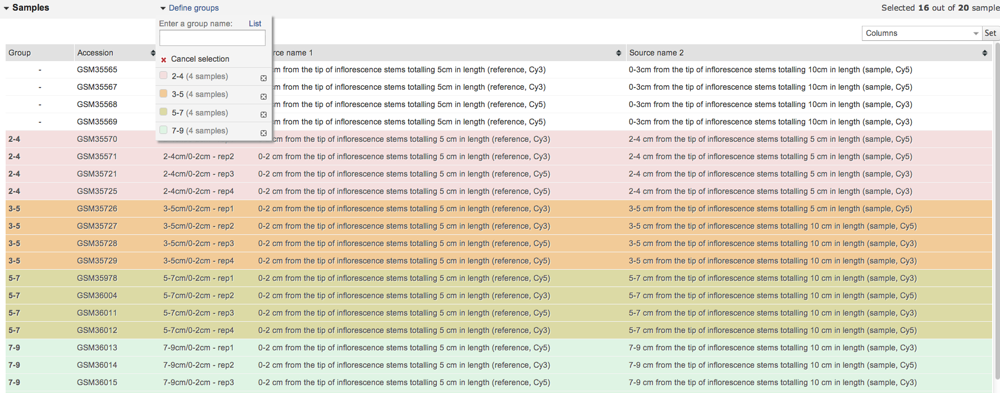 Samples Define groups Selected 16 out of 20 sample
Enter a group name: List
Columns Set
Group Accession rce name 1 Source name 2
Cancel selection
- GSM35565 m from the tip of inflorescence stems totalling 5cm in length (reference, Cy3) 0-3cm from the tip of inflorescence stems totalling 10cm in length (sample, Cy5)
2-4 (4 samples)
- GSM35567 m from the tip of inflorescence stems totalling 5cm in length (reference, Cy3) 0-3cm from the tip of inflorescence stems totalling 10cm in length (sample, Cy5)
3-5 (4 samples)
- GSM35568 m from the tip of inflorescence stems totalling 5cm in length (reference, Cy5) 0-3cm from the tip of inflorescence stems totalling 10cm in length (sample, Cy3)
5-7 (4 samples)
- GSM35569 m from the tip of inflorescence stems totalling 5cm in length (reference, Cy5) 0-3cm from the tip of inflorescence stems totalling 10cm in length (sample, Cy3)
7-9 (4 samples)
2-4 GSM35570 cm from the tip of inflorescence stems totalling 5 cm in length (reference, Cy3) 2-4 cm from the tip of inflorescence stems totalling 5 cm in length (sample, Cy5)
2-4 GSM35571 2-4cm/0-2cm - rep2 0-2 cm from the tip of inflorescence stems totalling 5 cm in length (reference, Cy3) 2-4 cm from the tip of inflorescence stems totalling 5 cm in length (sample, Cy5)
2-4 GSM35721 2-4cm/0-2cm - rep3 0-2 cm from the tip of inflorescence stems totalling 5 cm in length (reference, Cy5) 2-4 cm from the tip of inflorescence stems totalling 5 cm in length (sample, Cy3)
2-4 GSM35725 2-4cm/0-2cm - rep4 0-2 cm from the tip of inflorescence stems totalling 5 cm in length (reference, Cy5) 2-4 cm from the tip of inflorescence stems totalling 5 cm in length (sample, Cy3)
3-5 GSM35726 3-5cm/0-2cm - rep1 0-2 cm from the tip of inflorescence stems totalling 5 cm in length (reference, Cy3) 3-5 cm from the tip of inflorescence stems totalling 5 cm in length (sample, Cy5)
3-5 GSM35727 3-5cm/0-2cm - rep2 0-2 cm from the tip of inflorescence stems totalling 5 cm in length (reference, Cy3) 3-5 cm from the tip of inflorescence stems totalling 10 cm in length (sample, Cy5)
3-5 GSM35728 3-5cm/0-2cm - rep3 0-2 cm from the tip of inflorescence stems totalling 5 cm in length (reference, Cy5) 3-5 cm from the tip of inflorescence stems totalling 10 cm in length (sample, Cy3)
3-5 GSM35729 3-5cm/0-2cm - rep4 0-2 cm from the tip of inflorescence stems totalling 5 cm in length (reference, Cy5) 3-5 cm from the tip of inflorescence stems totalling 10 cm in length (sample, Cy3)
5-7 GSM35978 5-7cm/0-2cm - rep1 0-2 cm from the tip of inflorescence stems totalling 5 cm in length (reference, Cy5) 5-7 cm from the tip of inflorescence stems totalling 10 cm in length (sample, Cy3)
5-7 GSM36004 5-7cm/0-2cm - rep2 0-2 cm from the tip of inflorescence stems totalling 5 cm in length (reference, Cy3) 5-7 cm from the tip of inflorescence stems totalling 10 cm in length (sample, Cy5)
5-7 GSM36011 5-7cm/0-2cm - rep3 0-2 cm from the tip of inflorescence stems totalling 5 cm in length (reference, Cy5) 5-7 cm from the tip of inflorescence stems totalling 10 cm in length (sample, Cy3)
5-7 GSM36012 5-7cm/0-2cm - rep4 0-2 cm from the tip of inflorescence stems totalling 5 cm in length (reference, Cy3) 5-7 cm from the tip of inflorescence stems totalling 10 cm in length (sample, Cy5)
7-9 GSM36013 7-9cm/0-2cm - rep1 0-2 cm from the tip of inflorescence stems totalling 5 cm in length (reference, Cy5) 7-9 cm from the tip of inflorescence stems totalling 10 cm in length (sample, Cy3)
7-9 GSM36014 7-9cm/0-2cm - rep2 0-2 cm from the tip of inflorescence stems totalling 5 cm in length (reference, Cy3) 7-9 cm from the tip of inflorescence stems totalling 10 cm in length (sample, Cy5)
7-9 GSM36015 7-9cm/0-2cm - rep3 0-2 cm from the tip of inflorescence stems totalling 5 cm in length (reference, Cy5) 7-9 cm from the tip of inflorescence stems totalling 10 cm in length (sample, Cy3)